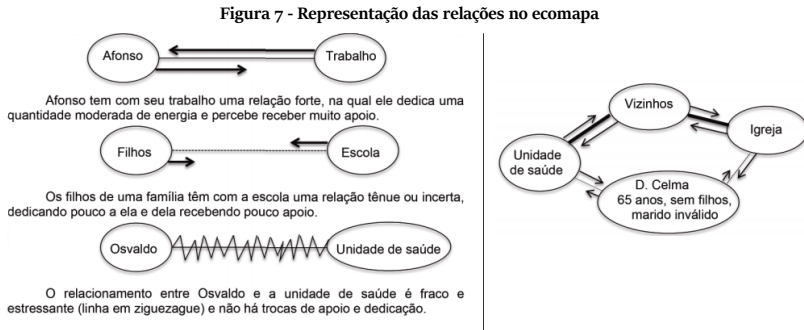 Figura 7 - Representação das relações no ecomapa
Afonso
Trabalho
Afonso tem com seu trabalho uma relação forte, na qual ele dedica uma
quantidade moderada de energia e percebe receber muito apoio.
Filhos
Escola
Os filhos de uma família têm com a escola uma relação tênue ou incerta,
dedicando pouco a ela e dela recebendo pouco apoio.
Osvaldo
Unidade de saúde
O relacionamento entre Osvaldo e a unidade de saúde é fraco e
estressante (linha em ziguezague) e não há trocas de apoio e dedicação.
Vizinhos
Igreja
Unidade
de saúde
D. Celma
65 anos, sem filhos,
marido inválido